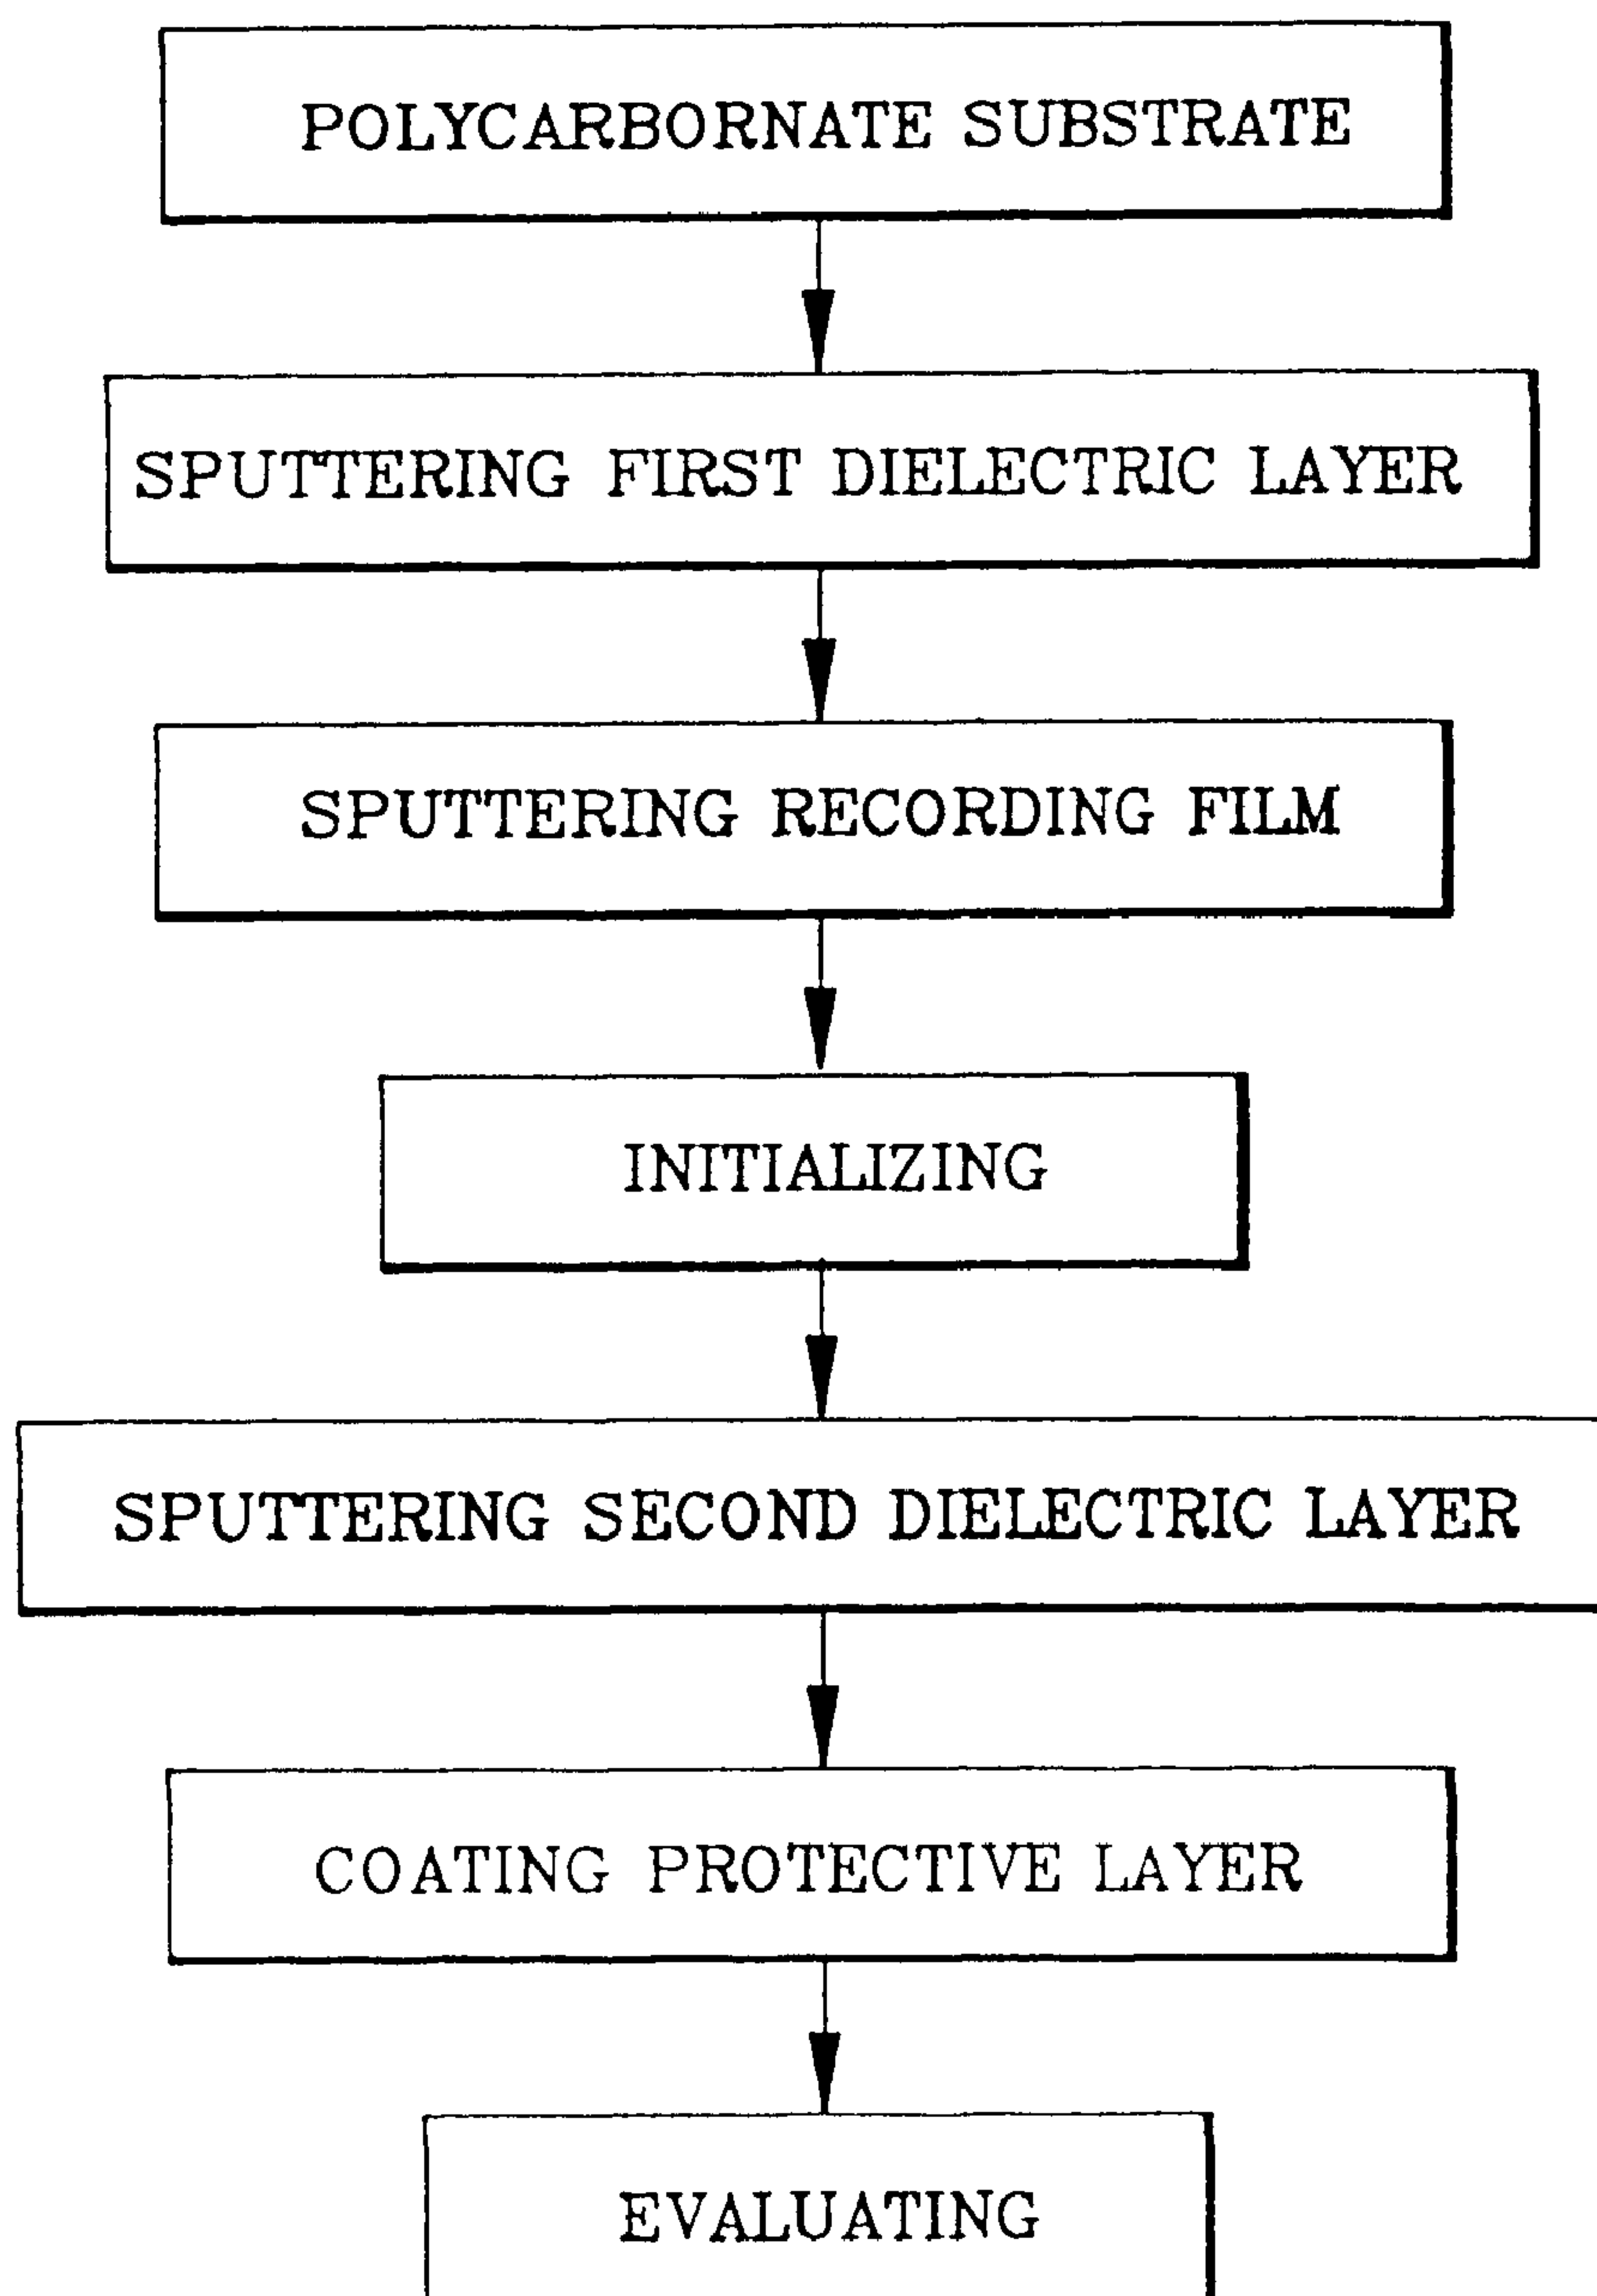 POLYCARBORNATE SUBSTRATE
SPUTTERING FIRST DIELECTRIC LAYER
SPUTTERING RECORDING FILM
INITIALIZING
SPUTTERING SECOND DIELECTRIC LAYER
COATING PROTECTIVE LAYER
EVALUATING